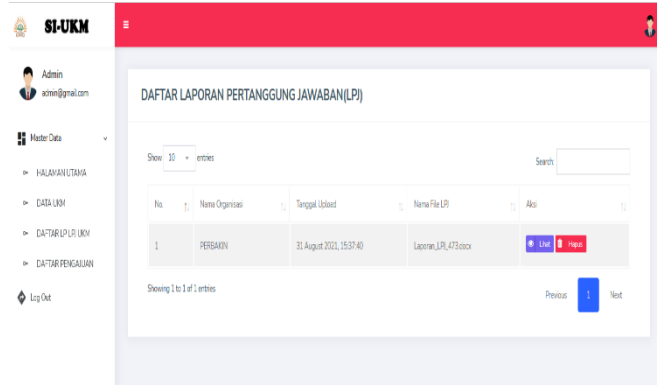 SI-UKM
Admin
admin@gmail.com
Master Data
HALAMAN UTAMA
DATA UKM
DAFTAR LPJ UKM
DAFTAR PENGAJUAN
Log Out
DAFTAR LAPORAN PERTANGGUNG JAWABAN(LPJ)
Show 10 entries
Search:
No. Nama Organisasi Tanggal Upload Nama File LPJ Aksi
1 PERBAKIN 31 August 2021, 15:37:40 Laporan_LPJ_473.docx Lihat Hapus
Showing 1 to 1 of 1 entries
Previous 1 Next